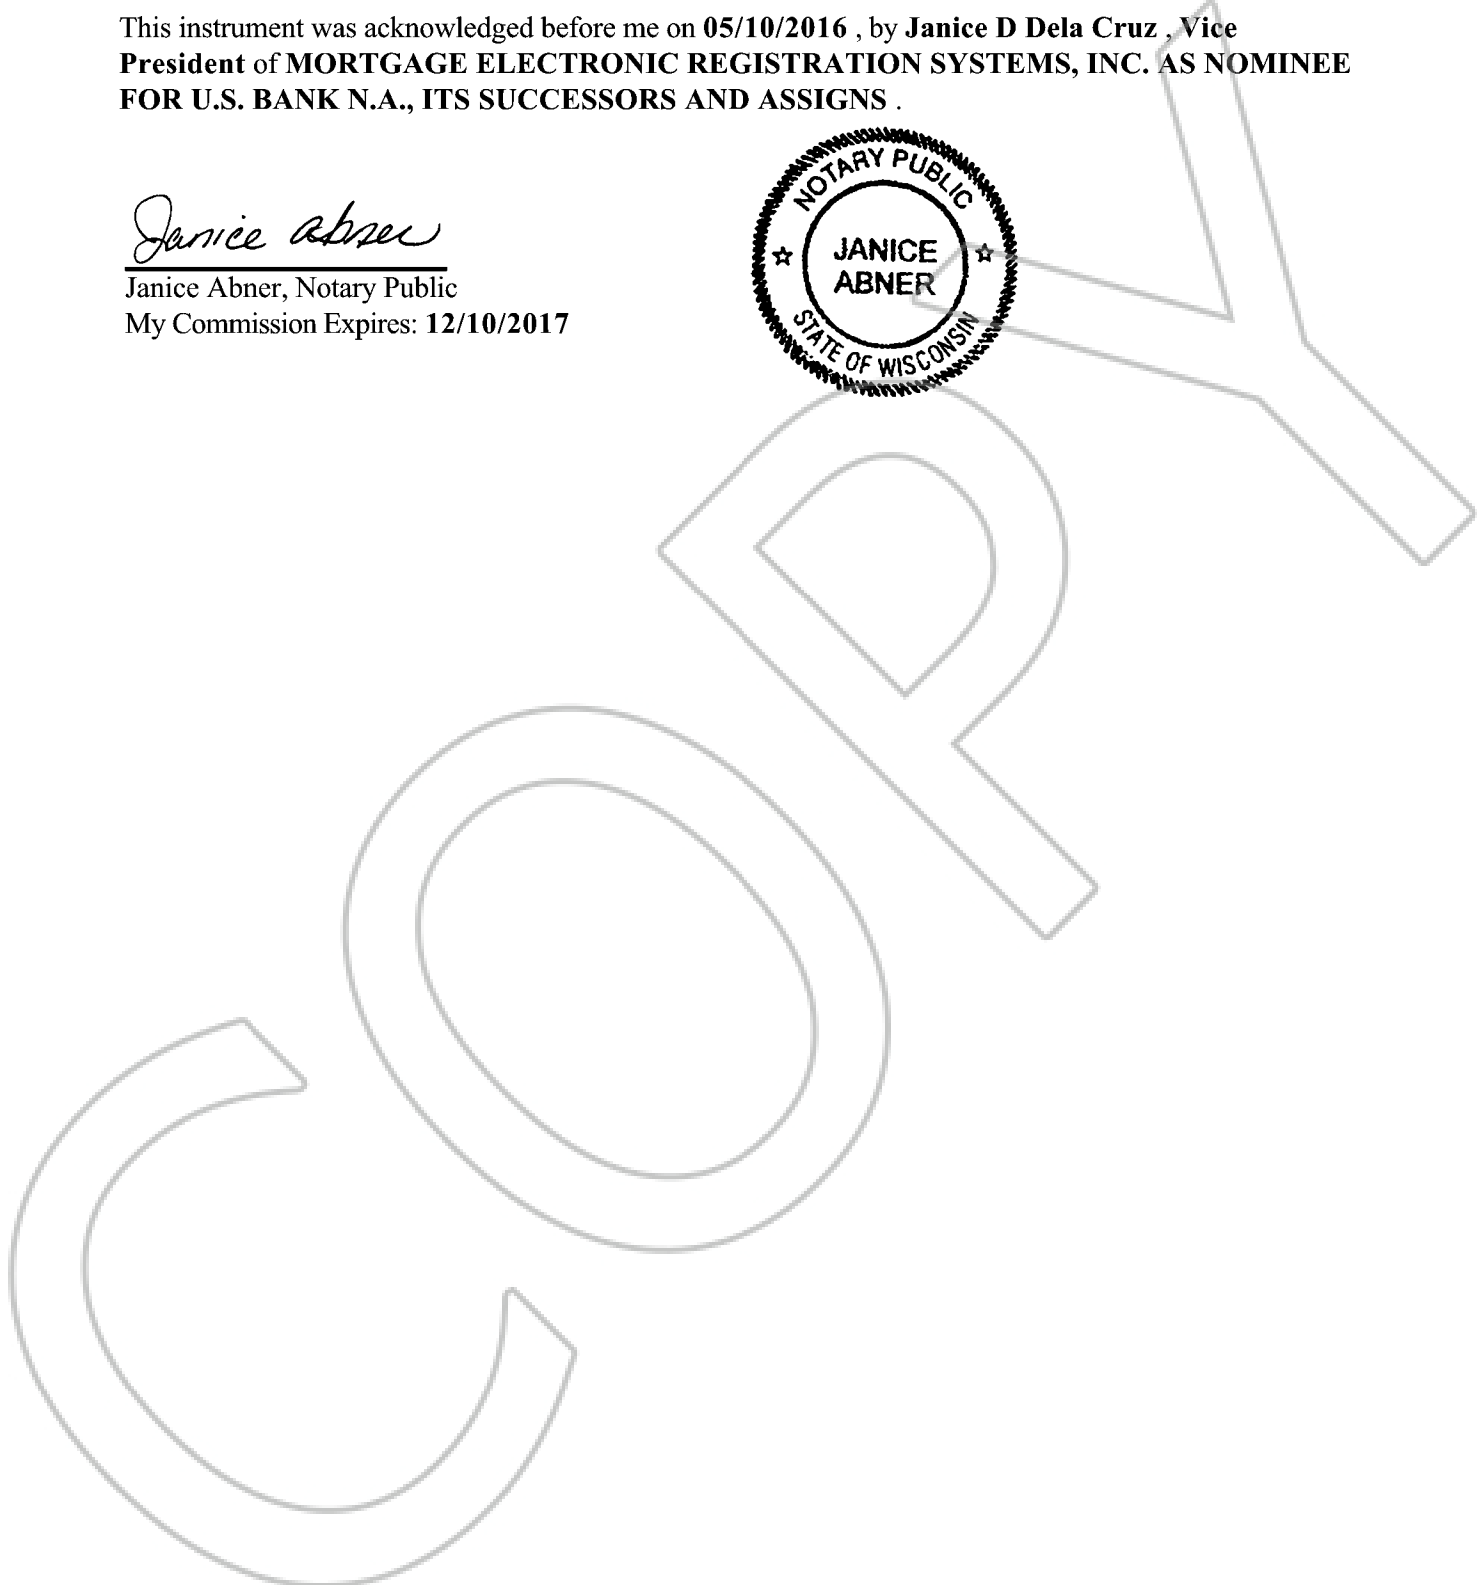 This instrument was acknowledged before me on 05/10/2016 , by Janice D Dela Cruz , Vice
President of MORTGAGE ELECTRONIC REGISTRATION SYSTEMS, INC. AS NOMINEE
FOR U.S. BANK N.A., ITS SUCCESSORS AND ASSIGNS .
Janice Abner
Janice Abner, Notary Public
My Commission Expires: 12/10/2017
NOTARY PUBLIC
JANICE
ABNER
STATE OF WISCONSIN
COPY